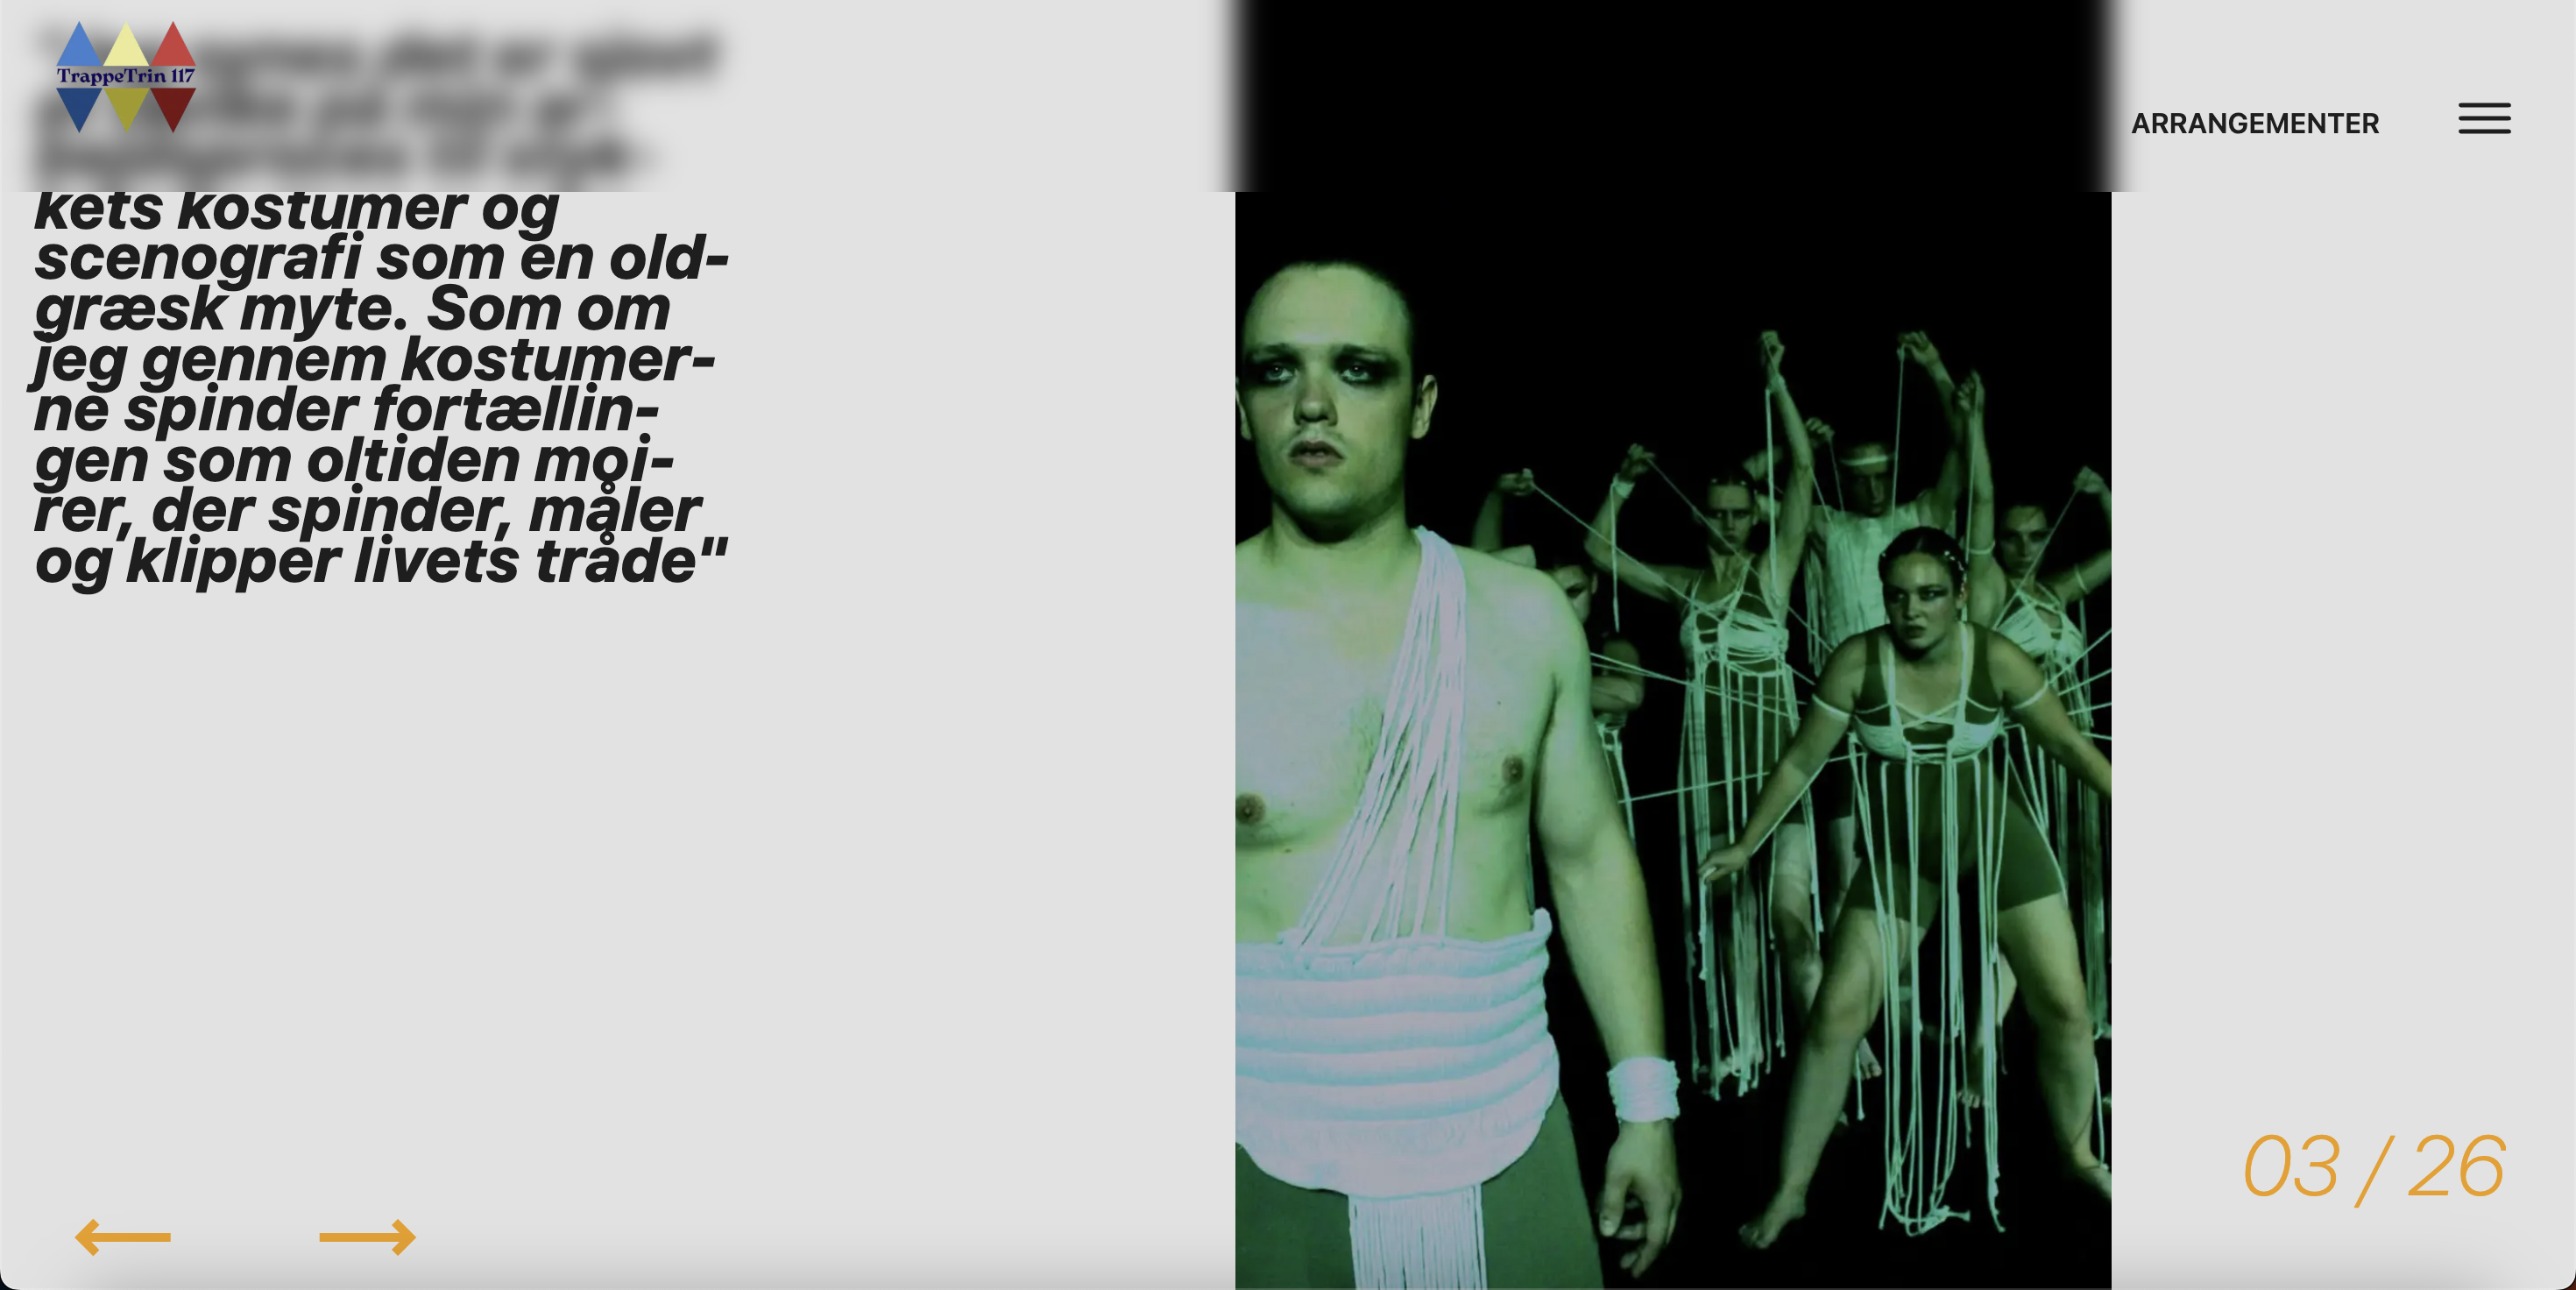 TrappeTrin 117
ARRANGEMENTER
kets kostumer og
scenografi som en old-
græsk myte. Som om
jeg gennem kostumer-
ne spinder fortællin-
gen som oltiden moi-
rer, der spinder, måler
og klipper livets tråde"
03 / 26